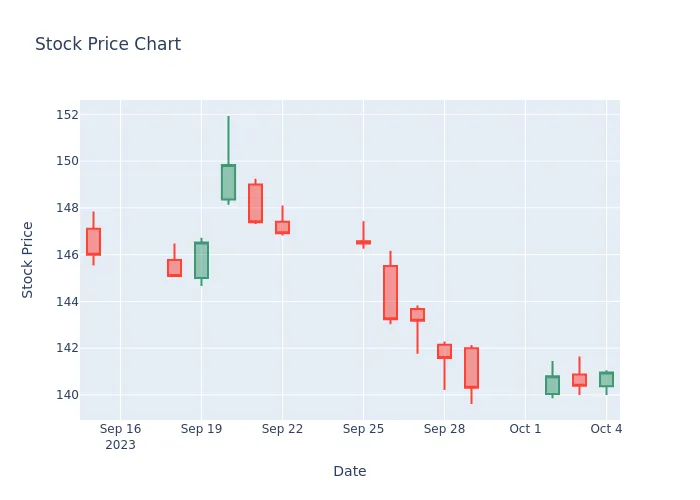 Stock Price Chart
Stock Price
152
150
148
146
144
142
140
Sep 16
2023
Sep 19
Sep 22
Sep 25
Sep 28
Oct 1
Oct 4
Date